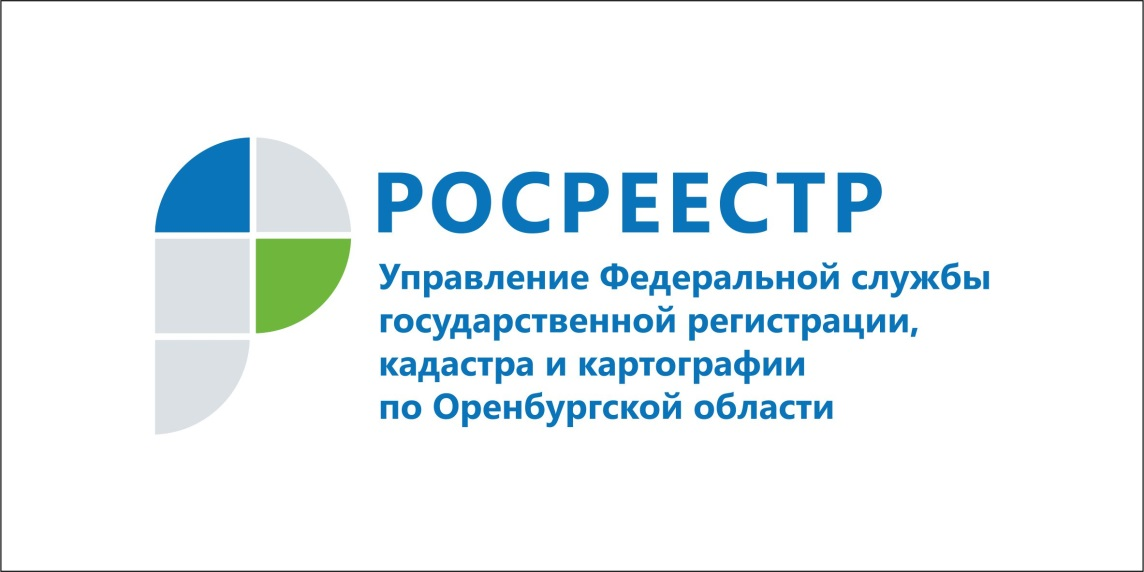 РОСРЕЕСТР
Управление Федеральной службы
государственной регистрации,
кадастра и картографии
по Оренбургской области